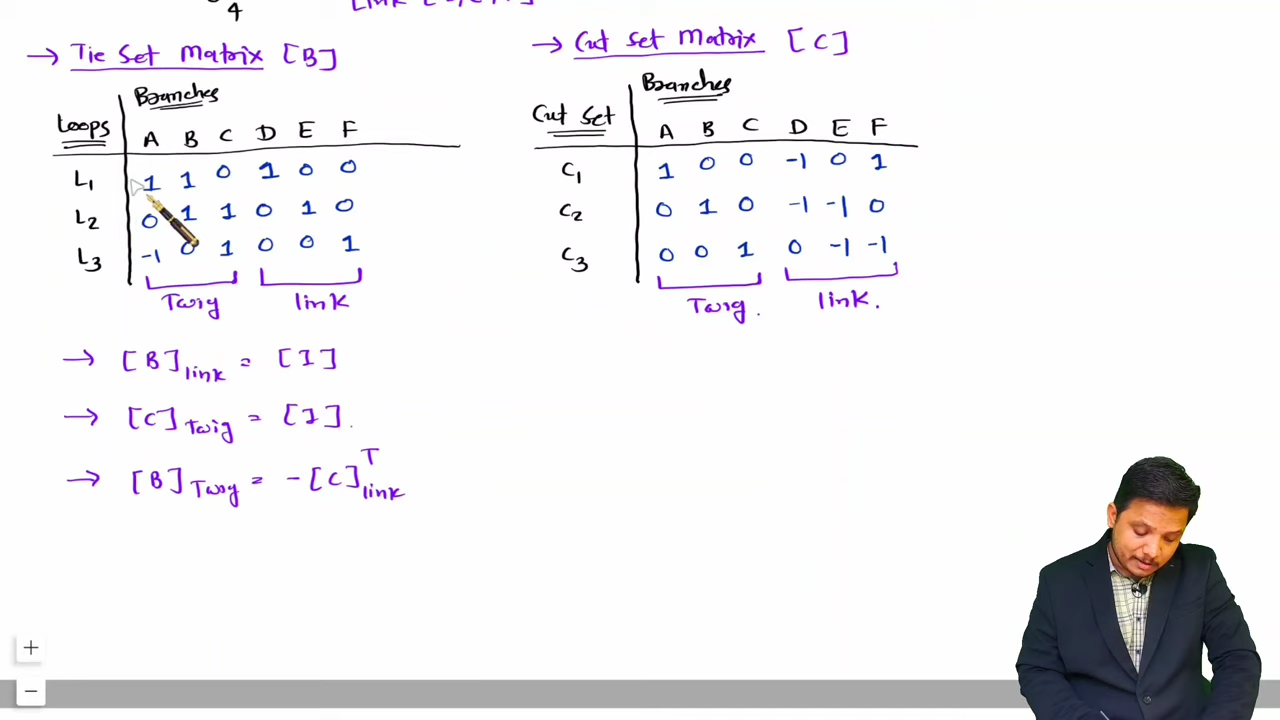 4
→ Tie Set Matrix [B]
Branches
Loops A B C D E F
L1 1 1 0 1 0 0
L2 0 1 1 0 1 0
L3 -1 0 1 0 0 1
Twig link
→ Cut Set Matrix [C]
Branches
Cut Set A B C D E F
C1 1 0 0 -1 0 1
C2 0 1 0 -1 -1 0
C3 0 0 1 0 -1 -1
Twig. link.
→ [B]link = [I]
→ [C]Twig = [I].
→ [B]Twig = -[C]ᵀlink